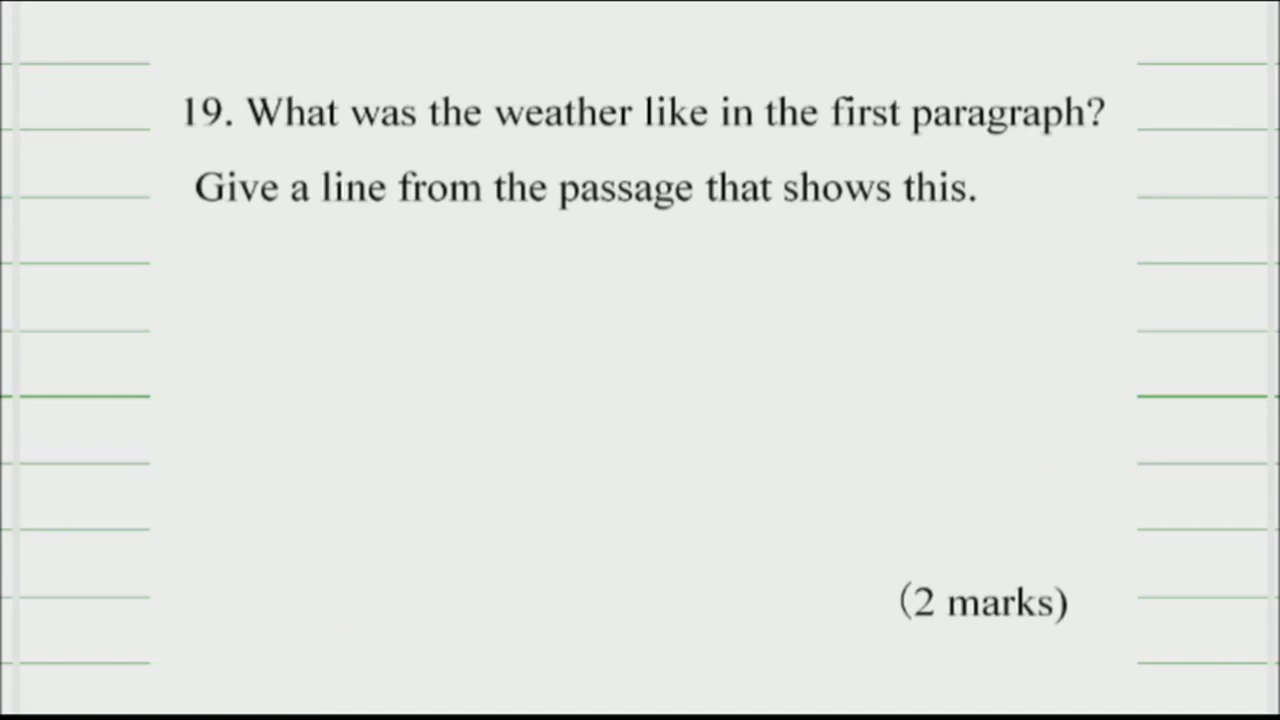 19. What was the weather like in the first paragraph?
Give a line from the passage that shows this.
(2 marks)